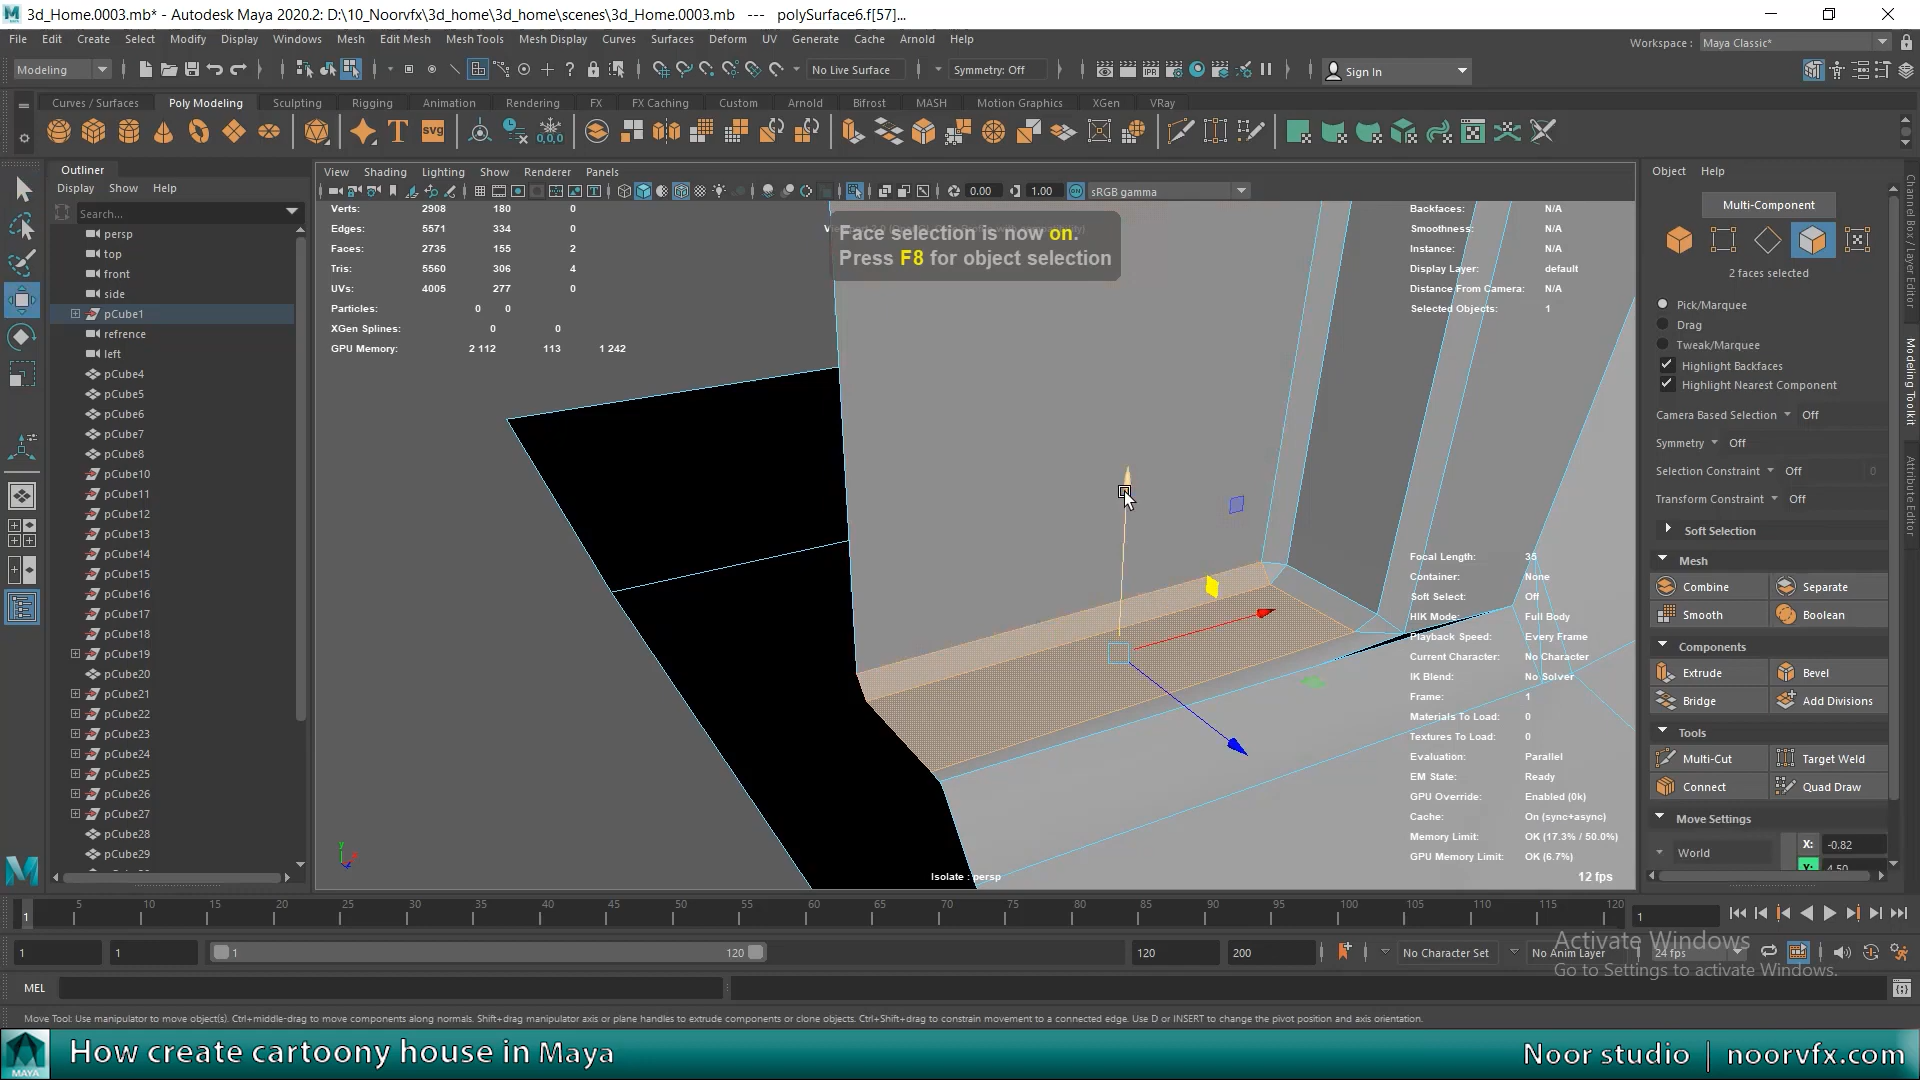 3d_Home.0003.mb* - Autodesk Maya 2020.2: D:\10_Noorvfx\3d_home\3d_home\scenes\3d_Home.0003.mb --- polySurface6.f[57]...
File Edit Create Select Modify Display Windows Mesh Edit Mesh Mesh Tools Mesh Display Curves Surfaces Deform UV Generate Cache Arnold Help
Workspace : Maya Classic*
Modeling No Live Surface Symmetry: Off Sign In
Curves / Surfaces Poly Modeling Sculpting Rigging Animation Rendering FX FX Caching Custom Arnold Bifrost MASH Motion Graphics XGen VRay
SVG 0,0,0
Outliner
Display Show Help
Search...
persp
top
front
side
pCube1
refrence
left
pCube4
pCube5
pCube6
pCube7
pCube8
pCube10
pCube11
pCube12
pCube13
pCube14
pCube15
pCube16
pCube17
pCube18
pCube19
pCube20
pCube21
pCube22
pCube23
pCube24
pCube25
pCube26
pCube27
pCube28
pCube29
View Shading Lighting Show Renderer Panels
0.00 1.00 ON sRGB gamma
Verts: 2908 180 0
Edges: 5571 334 0
Faces: 2735 155 2
Tris: 5560 306 4
UVs: 4005 277 0
Particles: 0 0
XGen Splines: 0 0
GPU Memory: 2 112 113 1 242
Face selection is now on.
Press F8 for object selection
Backfaces: N/A
Smoothness: N/A
Instance: N/A
Display Layer: default
Distance From Camera: N/A
Selected Objects: 1
Focal Length: 35
Container: None
Soft Select: Off
HIK Mode: Full Body
Playback Speed: Every Frame
Current Character: No Character
IK Blend: No Solver
Frame: 1
Materials To Load: 0
Textures To Load: 0
Evaluation: Parallel
EM State: Ready
GPU Override: Enabled (0k)
Cache: On (sync+async)
Memory Limit: OK (17.3% / 50.0%)
GPU Memory Limit: OK (6.7%)
y
Isolate : persp
12 fps
Object Help
Multi-Component
2 faces selected
Pick/Marquee
Drag
Tweak/Marquee
Highlight Backfaces
Highlight Nearest Component
Camera Based Selection Off
Symmetry Off
Selection Constraint Off 0
Transform Constraint Off
Soft Selection
Mesh
Combine Separate
Smooth Boolean
Components
Extrude Bevel
Bridge Add Divisions
Tools
Multi-Cut Target Weld
Connect Quad Draw
Move Settings
World X: -0.82
Y: 4.50
Channel Box / Layer Editor
Modeling Toolkit
Attribute Editor
1 5 10 15 20 25 30 35 40 45 50 55 60 65 70 75 80 85 90 95 100 105 110 115 120 1
1 1 1 120 120 200 No Character Set No Anim Layer 24 fps
Activate Windows
Go to Settings to activate Windows.
MEL
Move Tool: Use manipulator to move object(s). Ctrl+middle-drag to move components along normals. Shift+drag manipulator axis or plane handles to extrude components or clone objects. Ctrl+Shift+drag to constrain movement to a connected edge. Use D or INSERT to change the pivot position and axis orientation.
MAYA
How create cartoony house in Maya
Noor studio | noorvfx.com